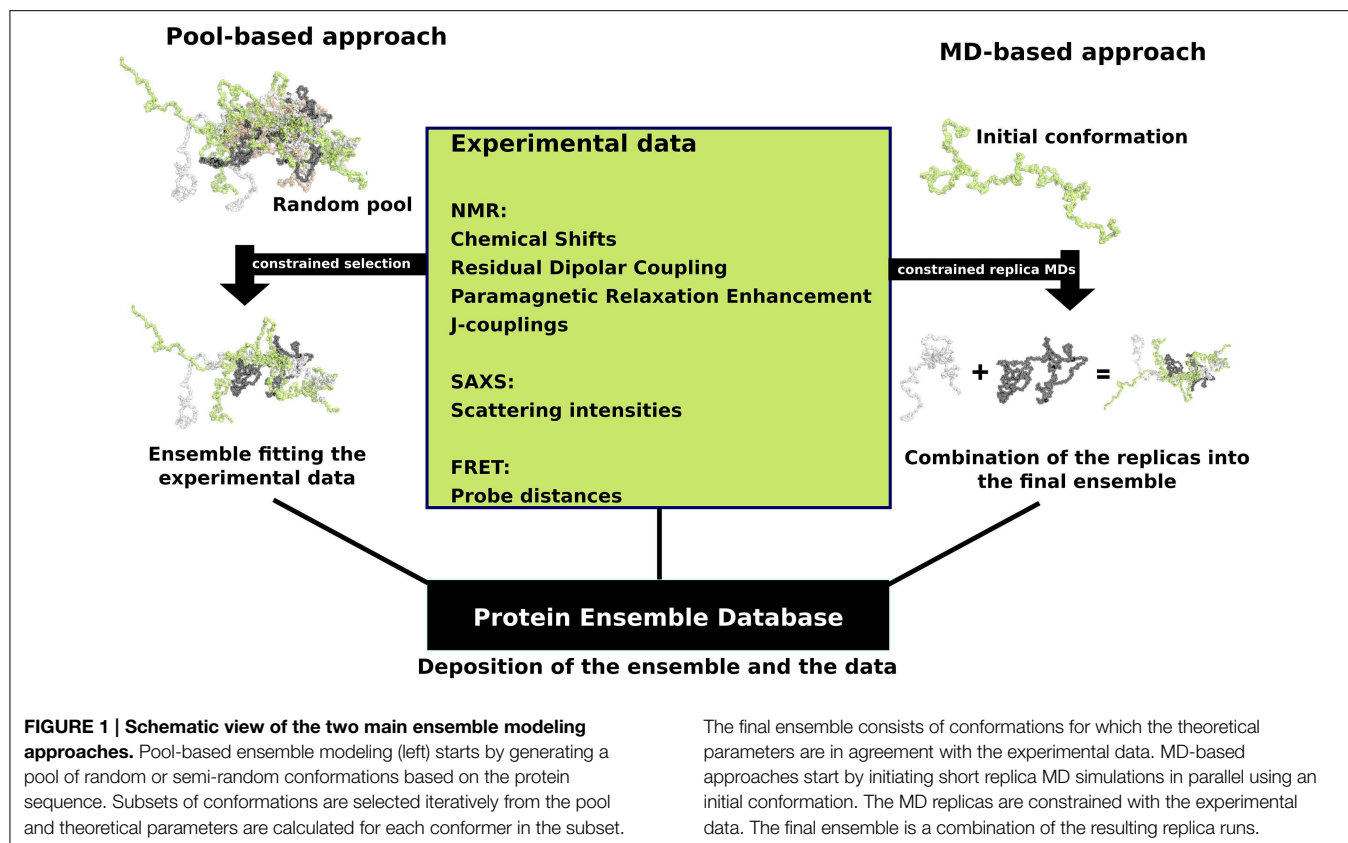 Pool-based approach
Random pool
constrained selection
Ensemble fitting the
experimental data
Experimental data
NMR:
Chemical Shifts
Residual Dipolar Coupling
Paramagnetic Relaxation Enhancement
J-couplings
SAXS:
Scattering intensities
FRET:
Probe distances
MD-based approach
Initial conformation
constrained replica MDs
+
=
Combination of the replicas into
the final ensemble
Protein Ensemble Database
Deposition of the ensemble and the data
FIGURE 1 | Schematic view of the two main ensemble modeling
approaches. Pool-based ensemble modeling (left) starts by generating a
pool of random or semi-random conformations based on the protein
sequence. Subsets of conformations are selected iteratively from the pool
and theoretical parameters are calculated for each conformer in the subset.
The final ensemble consists of conformations for which the theoretical
parameters are in agreement with the experimental data. MD-based
approaches start by initiating short replica MD simulations in parallel using an
initial conformation. The MD replicas are constrained with the experimental
data. The final ensemble is a combination of the resulting replica runs.